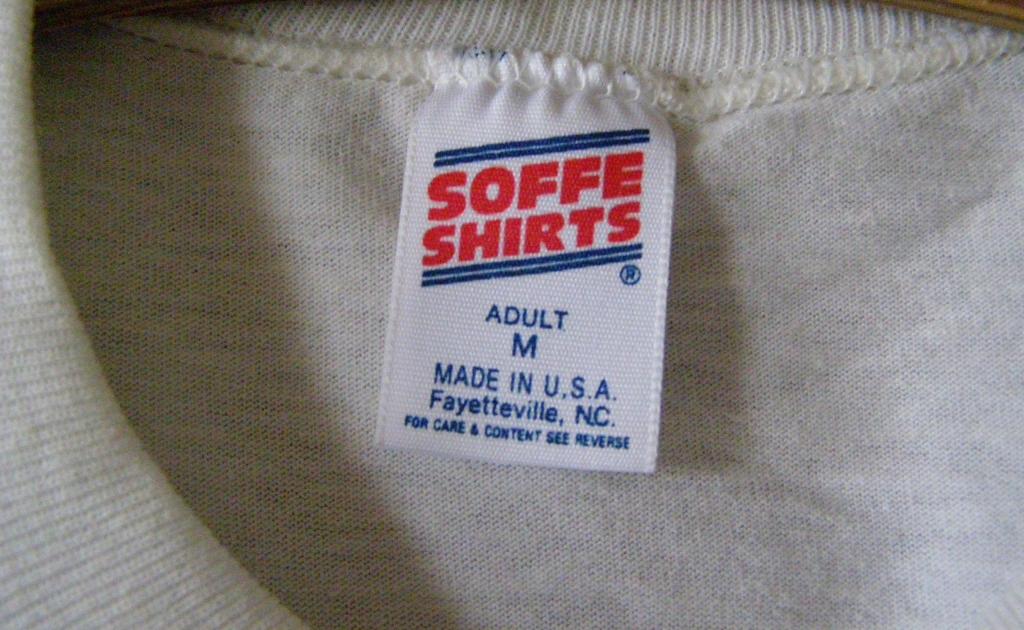 SOFFE
SHIRTS
®
ADULT
M
MADE IN U.S.A.
Fayetteville, NC.
FOR CARE & CONTENT SEE REVERSE